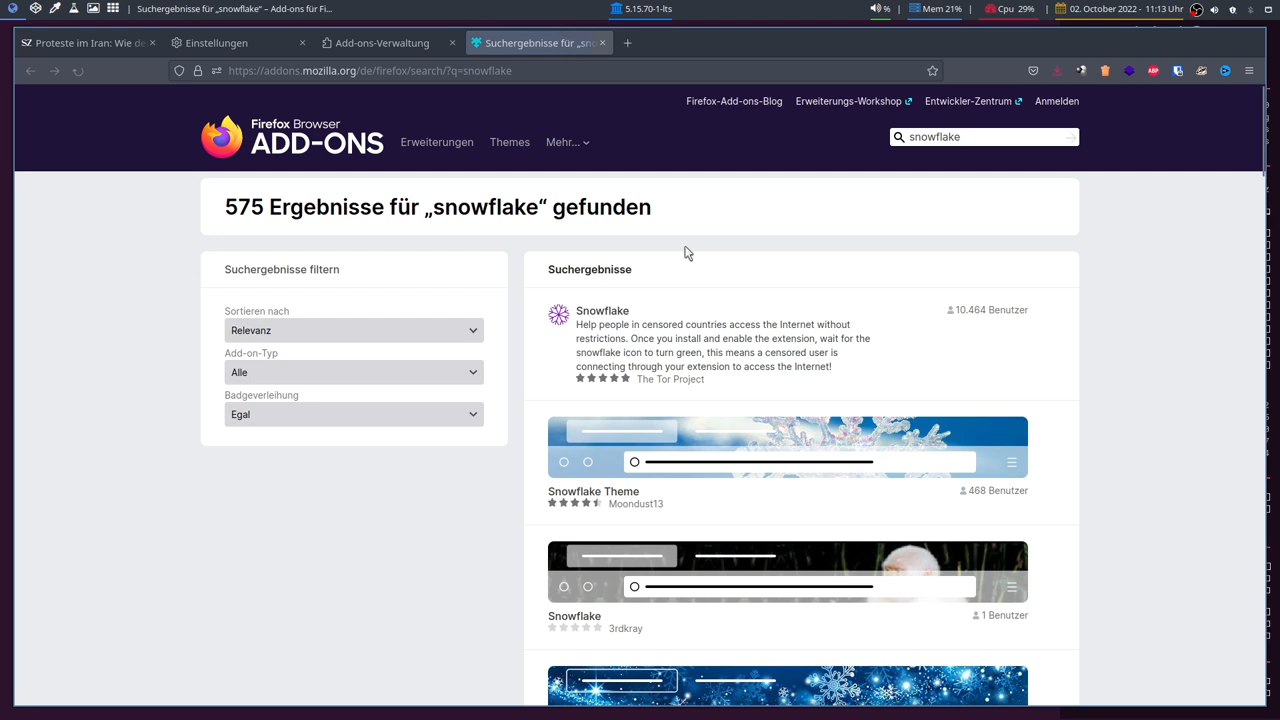 Suchergebnisse für „snowflake“ – Add-ons für Fi...
5.15.70-1-lts
%
Mem 21%
Cpu 29%
02. October 2022 - 11:13 Uhr
SZ Proteste im Iran: Wie de
Einstellungen
Add-ons-Verwaltung
Suchergebnisse für „sno
https://addons.mozilla.org/de/firefox/search/?q=snowflake
ABP
Firefox-Add-ons-Blog
Erweiterungs-Workshop
Entwickler-Zentrum
Anmelden
Firefox Browser
ADD-ONS
Erweiterungen
Themes
Mehr...
snowflake
575 Ergebnisse für „snowflake“ gefunden
Suchergebnisse filtern
Sortieren nach
Relevanz
Add-on-Typ
Alle
Badgeverleihung
Egal
Suchergebnisse
Snowflake
10.464 Benutzer
Help people in censored countries access the Internet without
restrictions. Once you install and enable the extension, wait for the
snowflake icon to turn green, this means a censored user is
connecting through your extension to access the Internet!
The Tor Project
Snowflake Theme
468 Benutzer
Moondust13
Snowflake
1 Benutzer
3rdkray